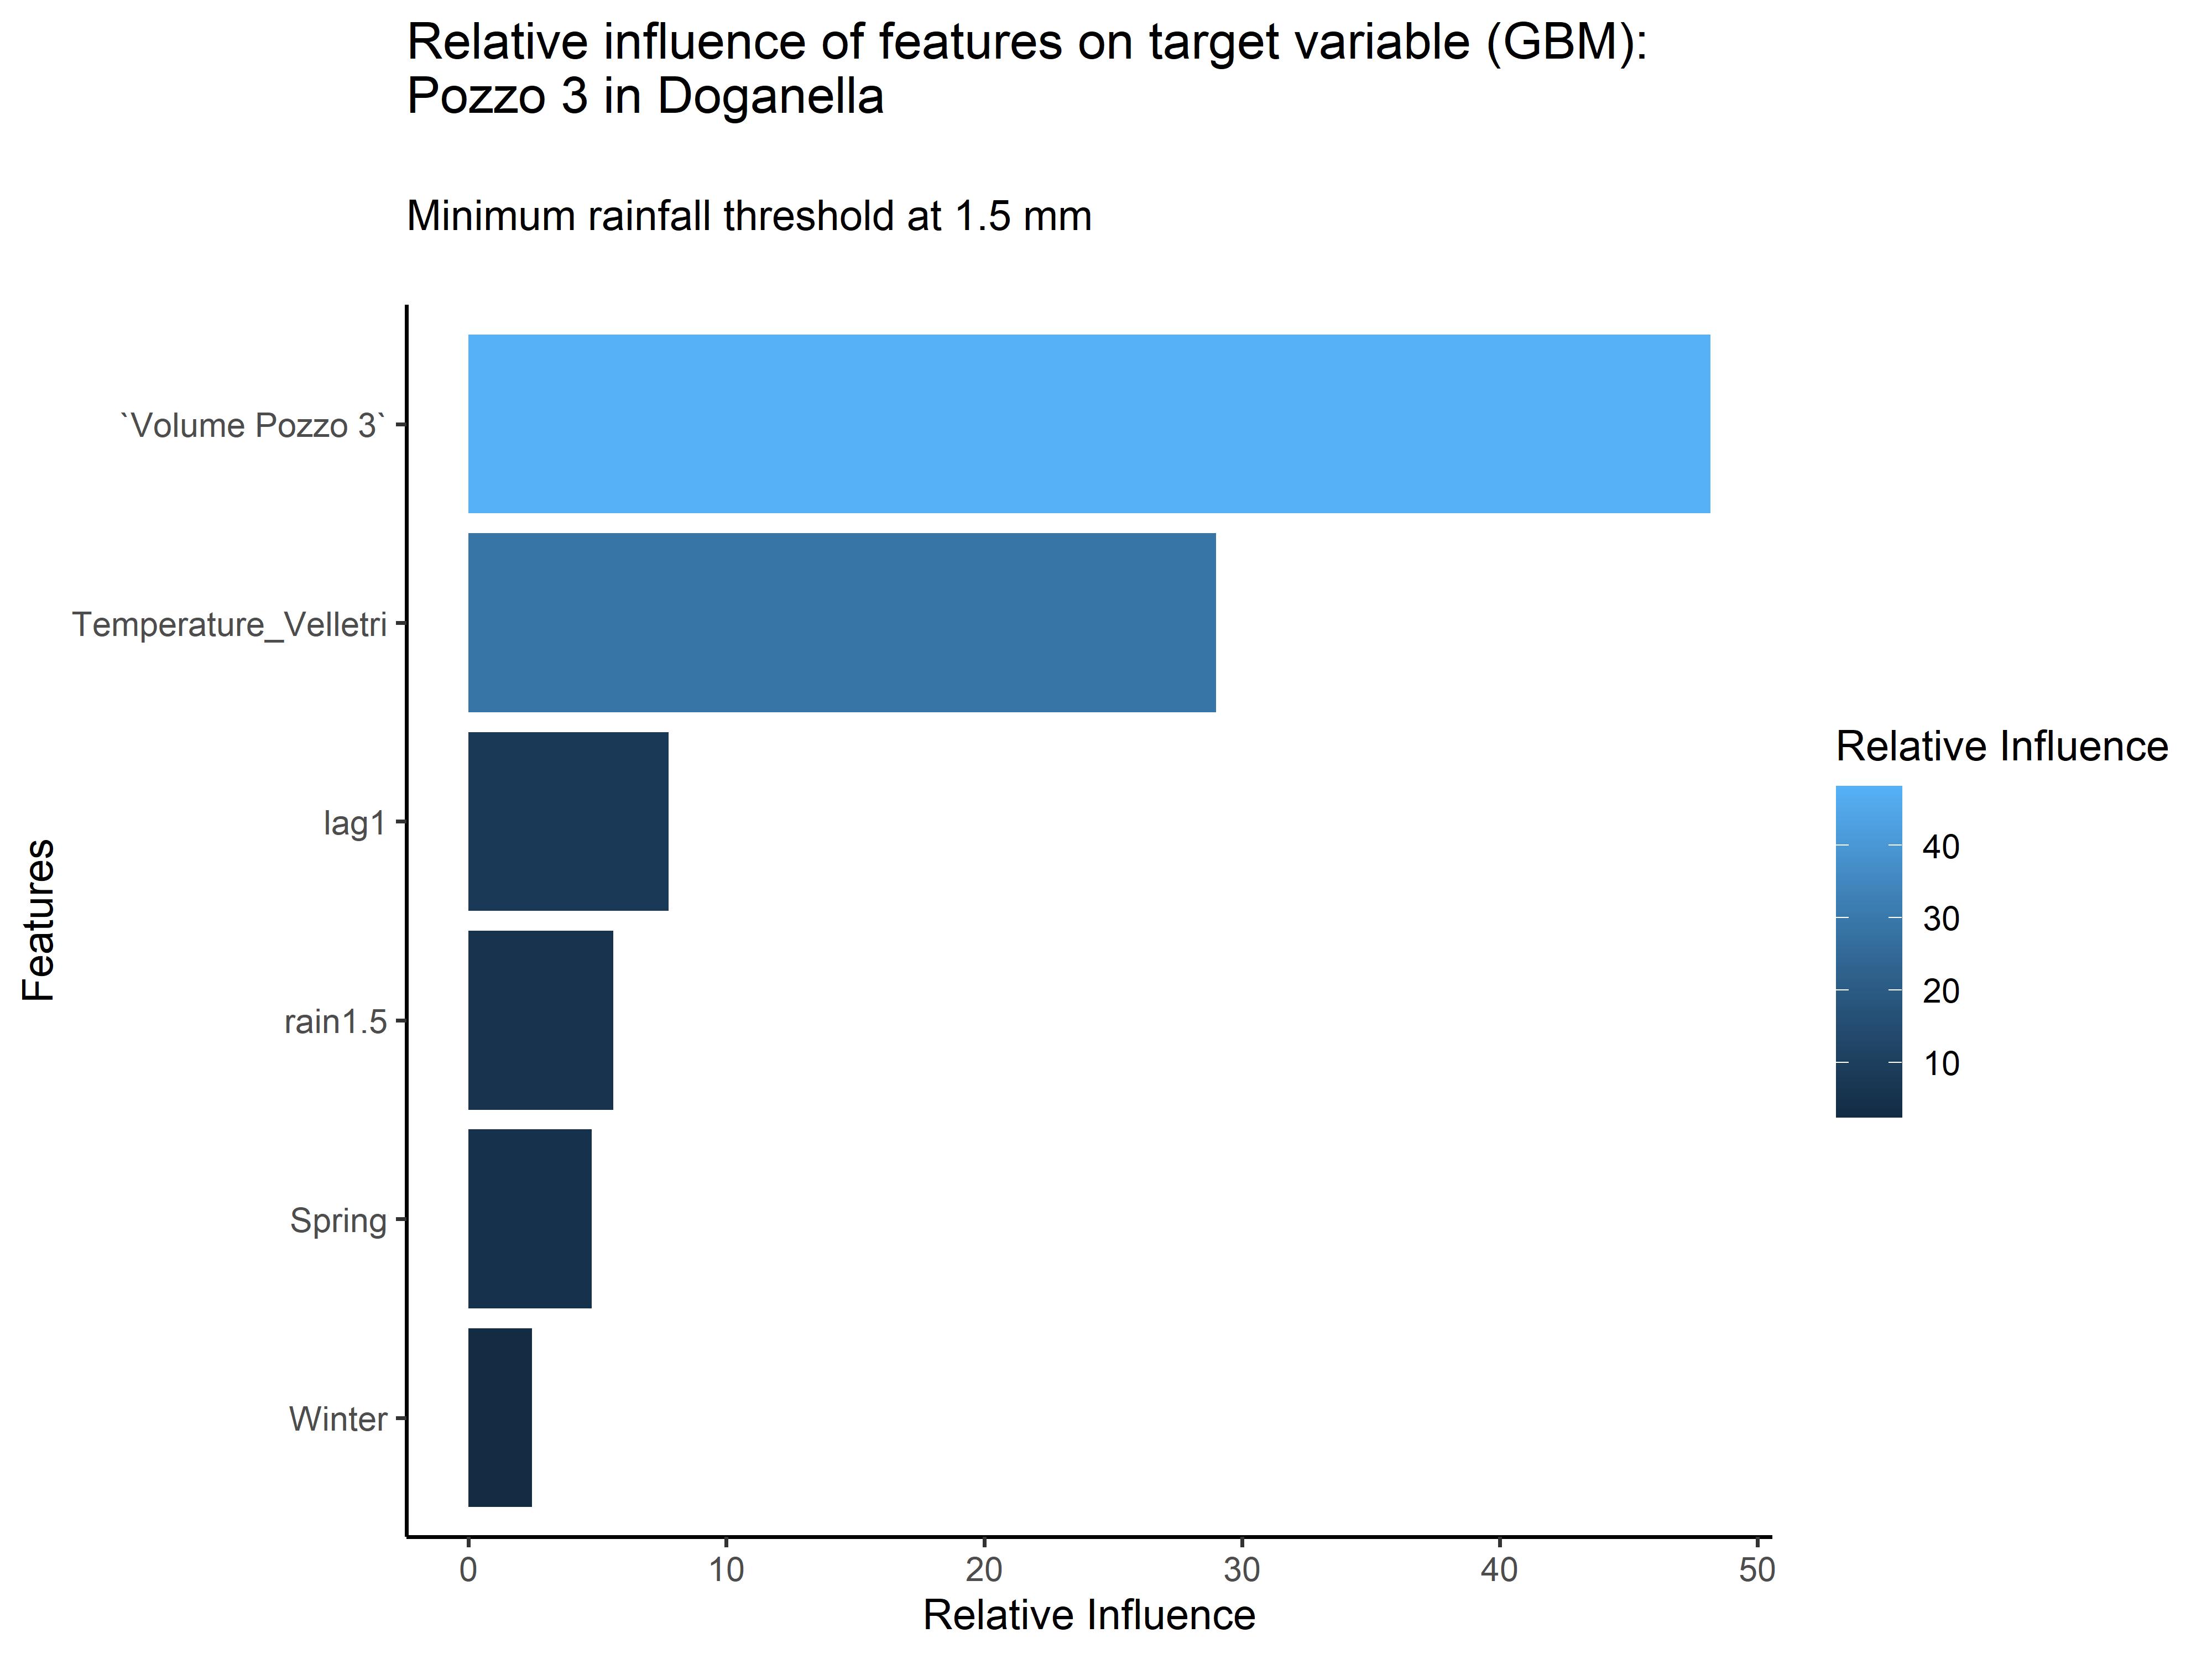 Relative influence of features on target variable (GBM):
Pozzo 3 in Doganella
Minimum rainfall threshold at 1.5 mm
Features
`Volume Pozzo 3`
Temperature_Velletri
lag1
rain1.5
Spring
Winter
0 10 20 30 40 50
Relative Influence
Relative Influence
40
30
20
10